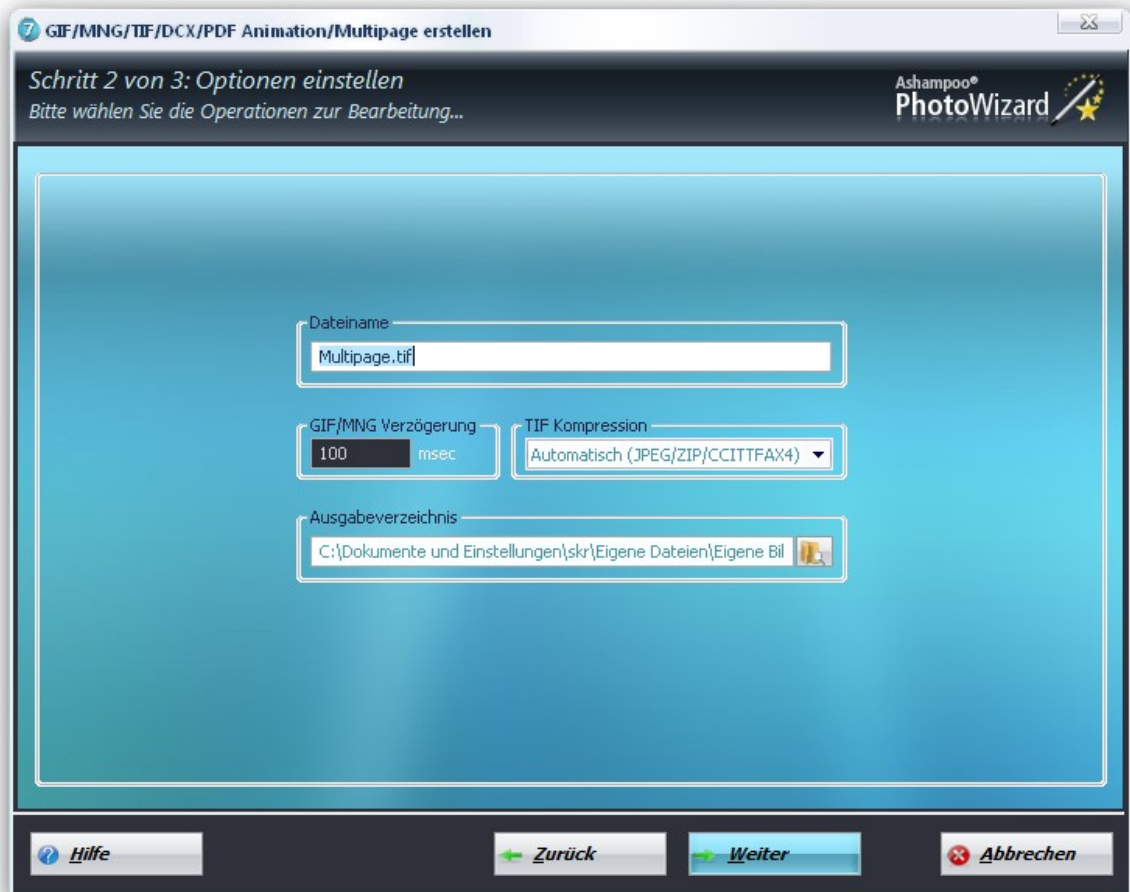 GIF/MNG/TIF/DCX/PDF Animation/Multipage erstellen
Schritt 2 von 3: Optionen einstellen
Bitte wählen Sie die Operationen zur Bearbeitung...
Ashampoo®
PhotoWizard
Dateiname
Multipage.tif
GIF/MNG Verzögerung
100 msec
TIF Kompression
Automatisch (JPEG/ZIP/CCITTFAX4)
Ausgabeverzeichnis
C:\Dokumente und Einstellungen\skr\Eigene Dateien\Eigene Bil
Hilfe
Zurück
Weiter
Abbrechen